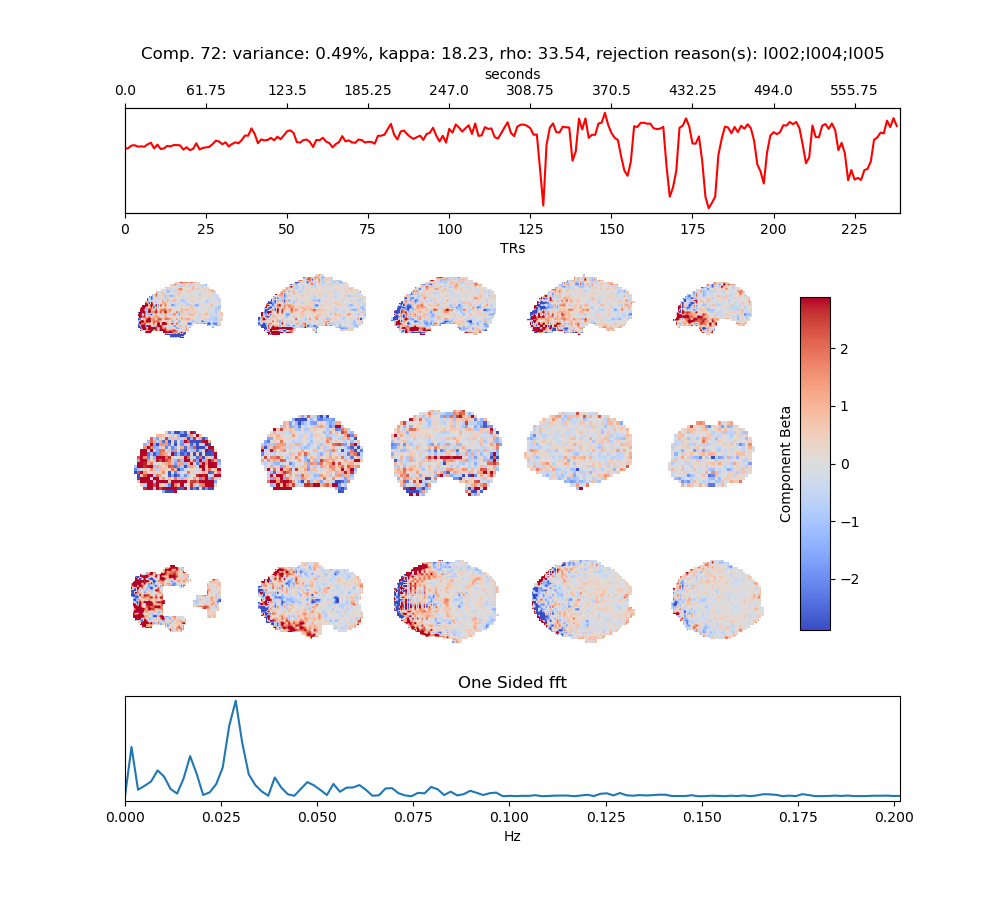 Comp. 72: variance: 0.49%, kappa: 18.23, rho: 33.54, rejection reason(s): I002;I004;I005
seconds
0.0 61.75 123.5 185.25 247.0 308.75 370.5 432.25 494.0 555.75
0 25 50 75 100 125 150 175 200 225
TRs
2
1
0
−1
−2
Component Beta
One Sided fft
0.000 0.025 0.050 0.075 0.100 0.125 0.150 0.175 0.200
Hz